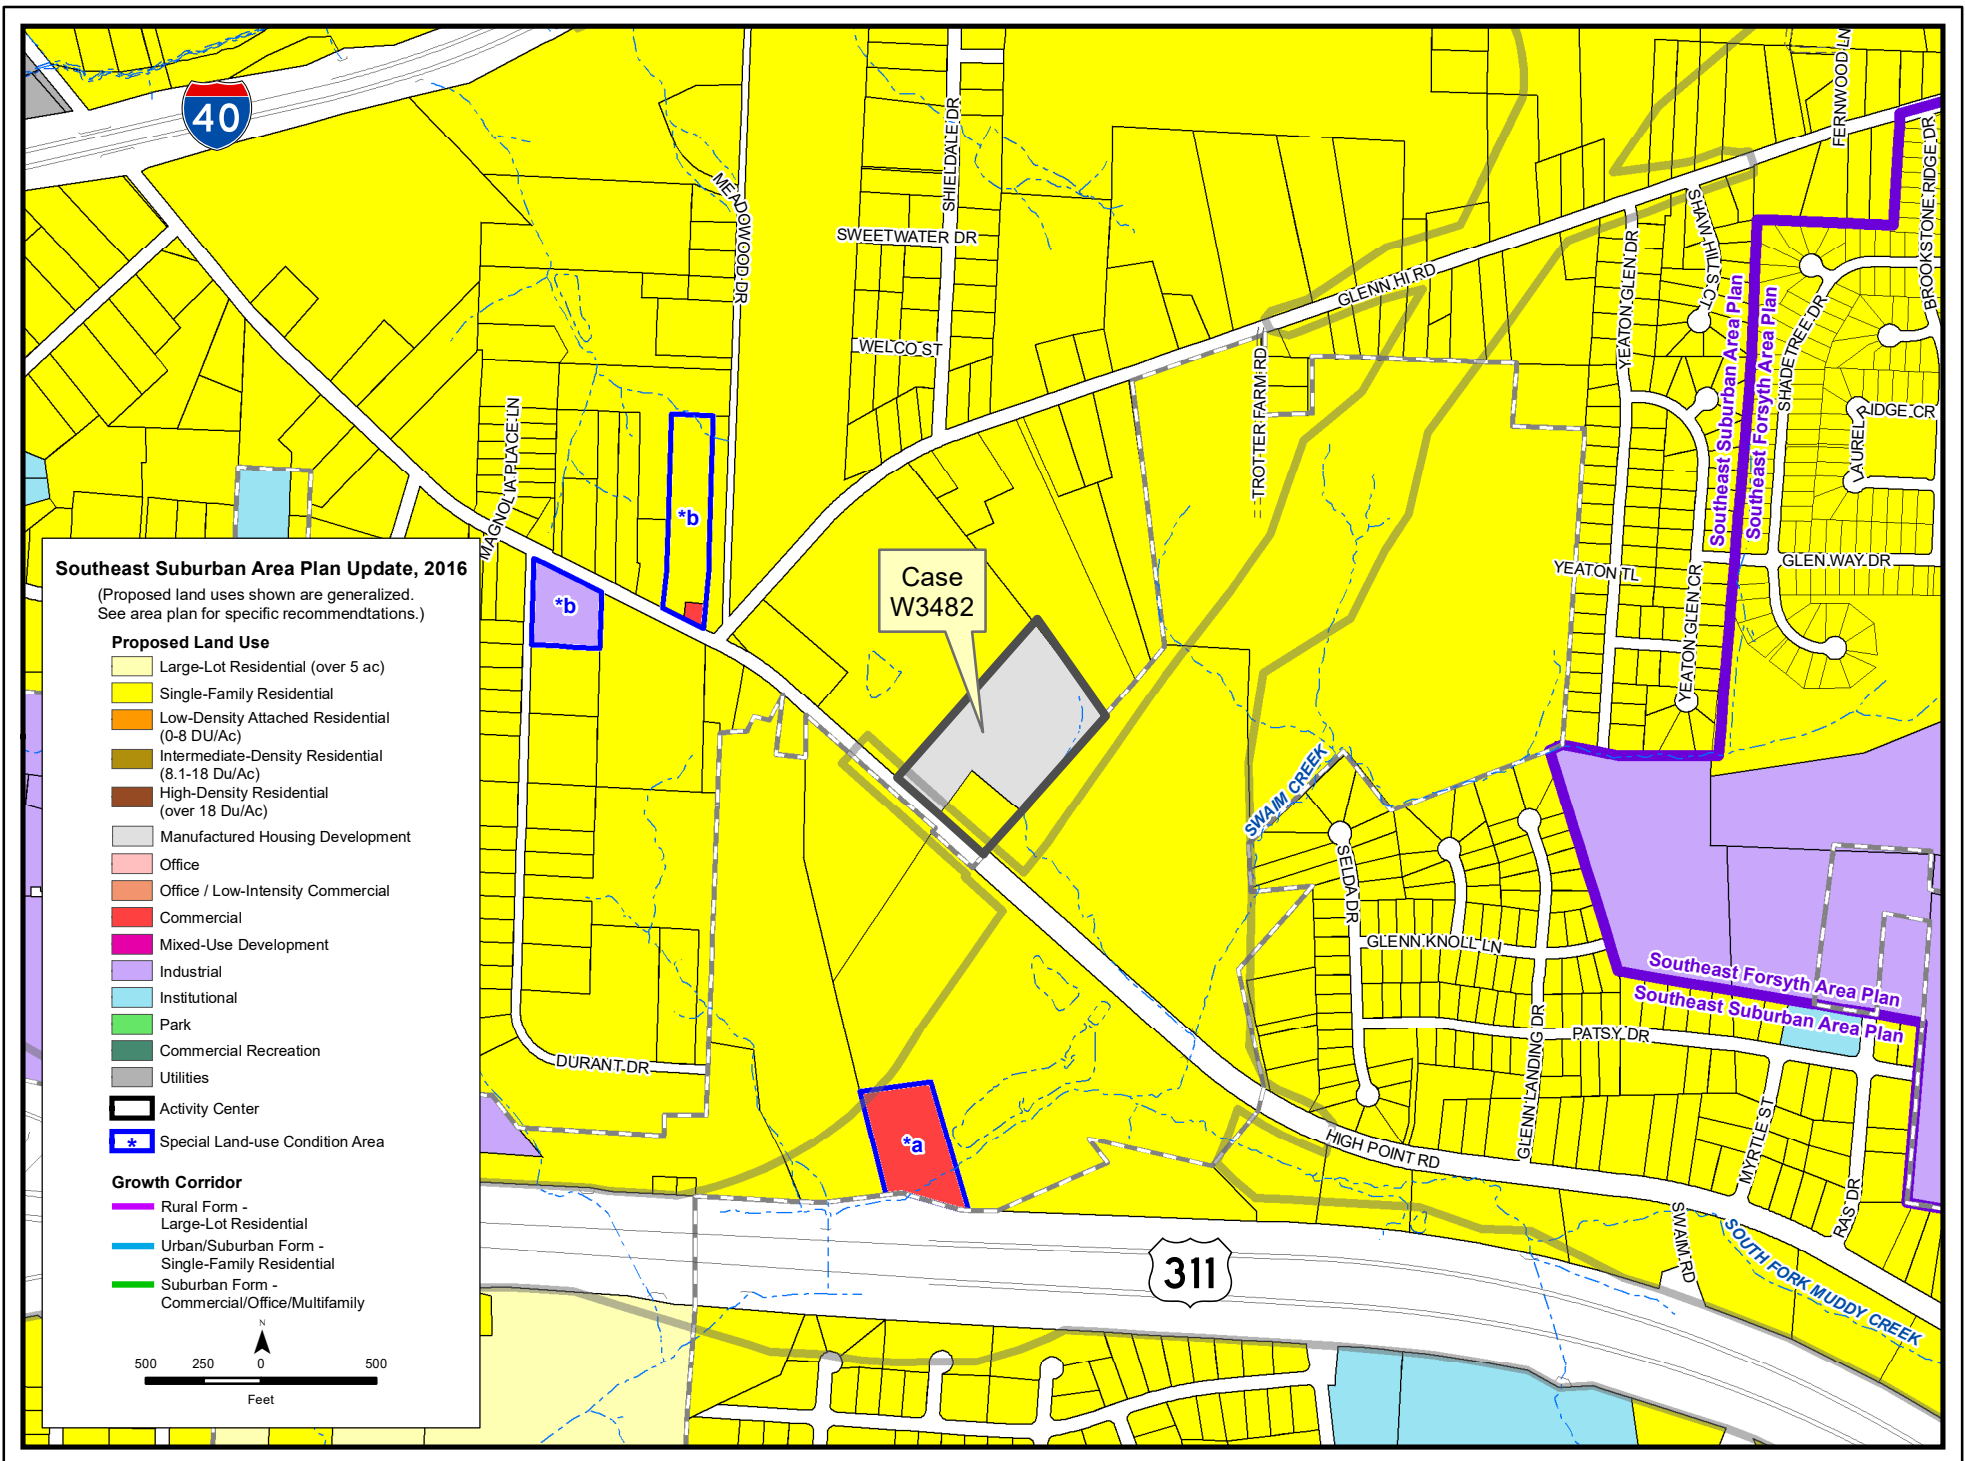 40
FERNWOOD LN
BROOKSTONE RIDGE DR
SHIELDALE DR
MEADOWOOD DR
SWEETWATER DR
SHAW HILLS CT
YEATON GLEN DR
GLENN HI RD
Southeast Suburban Area Plan
Southeast Forsyth Area Plan
SHADETREE DR
WELCO ST
TROTTER FARM RD
MAGNOLIA PLACE LN
LAUREL RIDGE CR
*b
*b
Case
W3482
YEATON TL
GLEN WAY DR
YEATON GLEN CR
SWAIM CREEK
SELDA DR
GLENN KNOLL LN
Southeast Forsyth Area Plan
Southeast Suburban Area Plan
PATSY DR
GLENN LANDING DR
DURANT DR
*a
HIGH POINT RD
MYRTLE ST
RAS DR
SWAIM RD
SOUTH FORK MUDDY CREEK
311
Southeast Suburban Area Plan Update, 2016
(Proposed land uses shown are generalized.
See area plan for specific recommendtations.)
Proposed Land Use
Large-Lot Residential (over 5 ac)
Single-Family Residential
Low-Density Attached Residential
(0-8 DU/Ac)
Intermediate-Density Residential
(8.1-18 Du/Ac)
High-Density Residential
(over 18 Du/Ac)
Manufactured Housing Development
Office
Office / Low-Intensity Commercial
Commercial
Mixed-Use Development
Industrial
Institutional
Park
Commercial Recreation
Utilities
Activity Center
* Special Land-use Condition Area
Growth Corridor
Rural Form -
Large-Lot Residential
Urban/Suburban Form -
Single-Family Residential
Suburban Form -
Commercial/Office/Multifamily
N
500 250 0 500
Feet